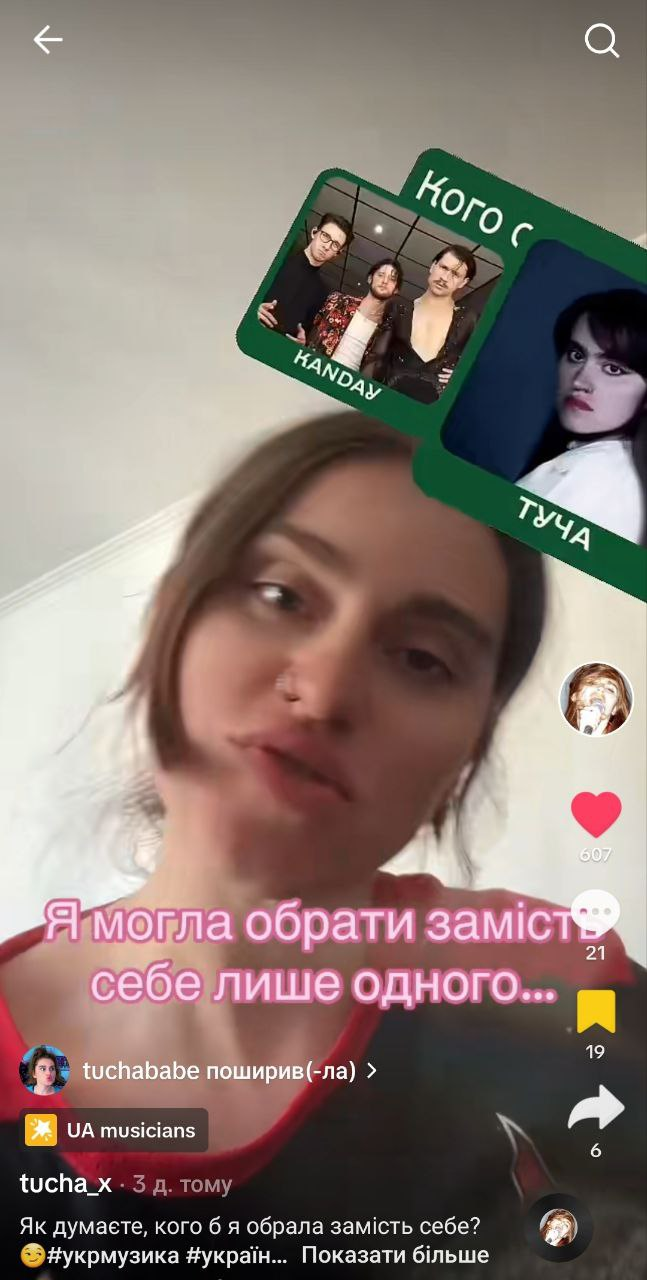 Кого о
KANDAY
ТУЧА
607
Я могла обрати замість
себе лише одного...
21
19
tuchababe поширив(-ла) >
UA musicians
6
tucha_x · 3 д. тому
Як думаєте, кого б я обрала замість себе?
😏#укрмузика #україн... Показати більше